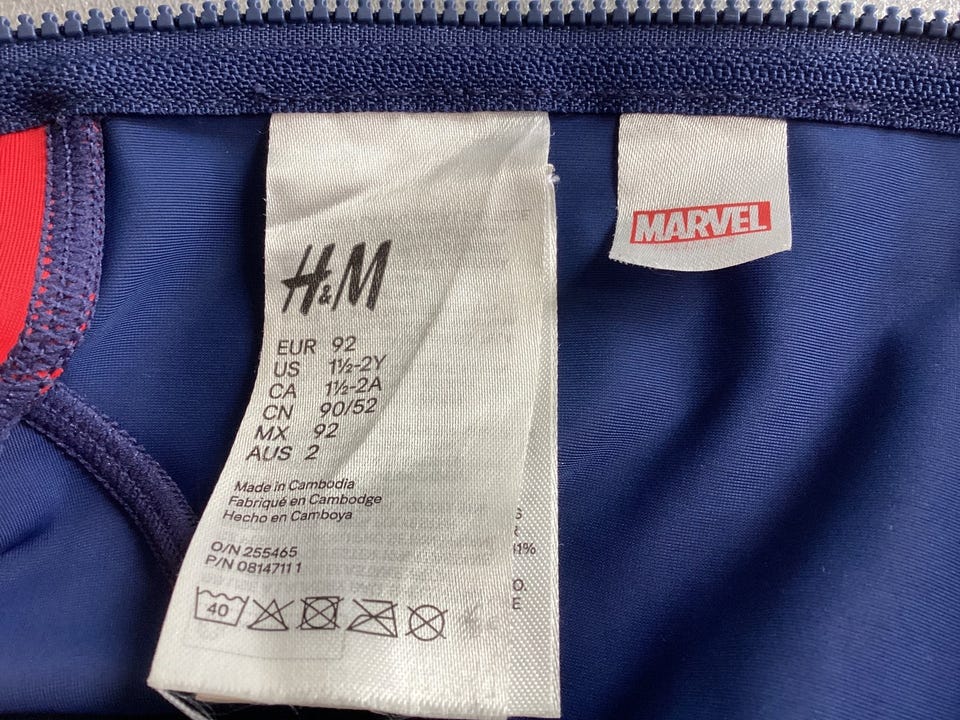 H&M
EUR 92
US 1½-2Y
CA 1½-2A
CN 90/52
MX 92
AUS 2
Made in Cambodia
Fabriqué en Cambodge
Hecho en Camboya
O/N 255465
P/N 0814711 1
40
MARVEL